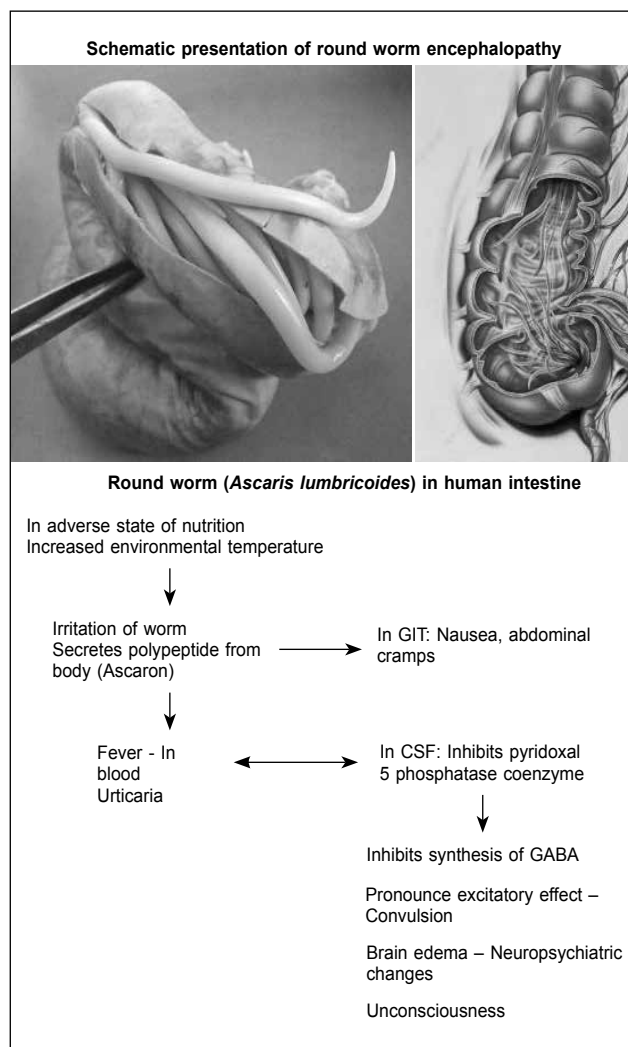 Schematic presentation of round worm encephalopathy
Round worm (Ascaris lumbricoides) in human intestine
In adverse state of nutrition
Increased environmental temperature
Irritation of worm
Secretes polypeptide from
body (Ascaron)
In GIT: Nausea, abdominal
cramps
Fever - In
blood
Urticaria
In CSF: Inhibits pyridoxal
5 phosphatase coenzyme
Inhibits synthesis of GABA
Pronounce excitatory effect –
Convulsion
Brain edema – Neuropsychiatric
changes
Unconsciousness